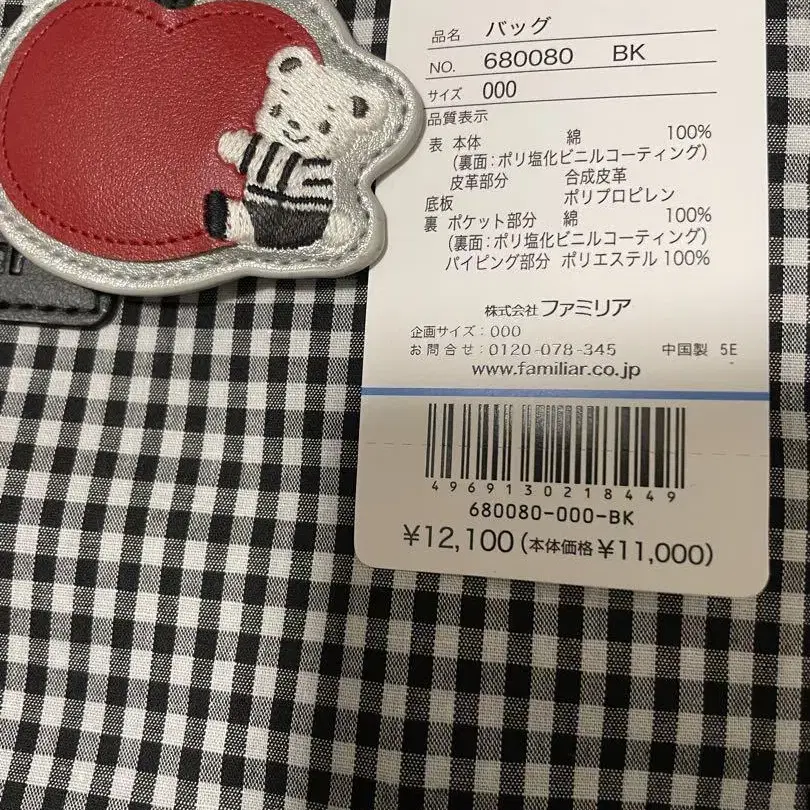 品名 バッグ
NO. 680080 BK
サイズ 000
品質表示
表 本体 綿 100%
(裏面:ポリ塩化ビニルコーティング)
皮革部分 合成皮革
底板 ポリプロピレン
裏 ポケット部分 綿 100%
(裏面:ポリ塩化ビニルコーティング)
パイピング部分 ポリエステル100%
株式会社 ファミリア
企画サイズ:000
お問合せ:0120-078-345 中国製 5E
www.familiar.co.jp
4969130218449
680080-000-BK
¥12,100(本体価格¥11,000)